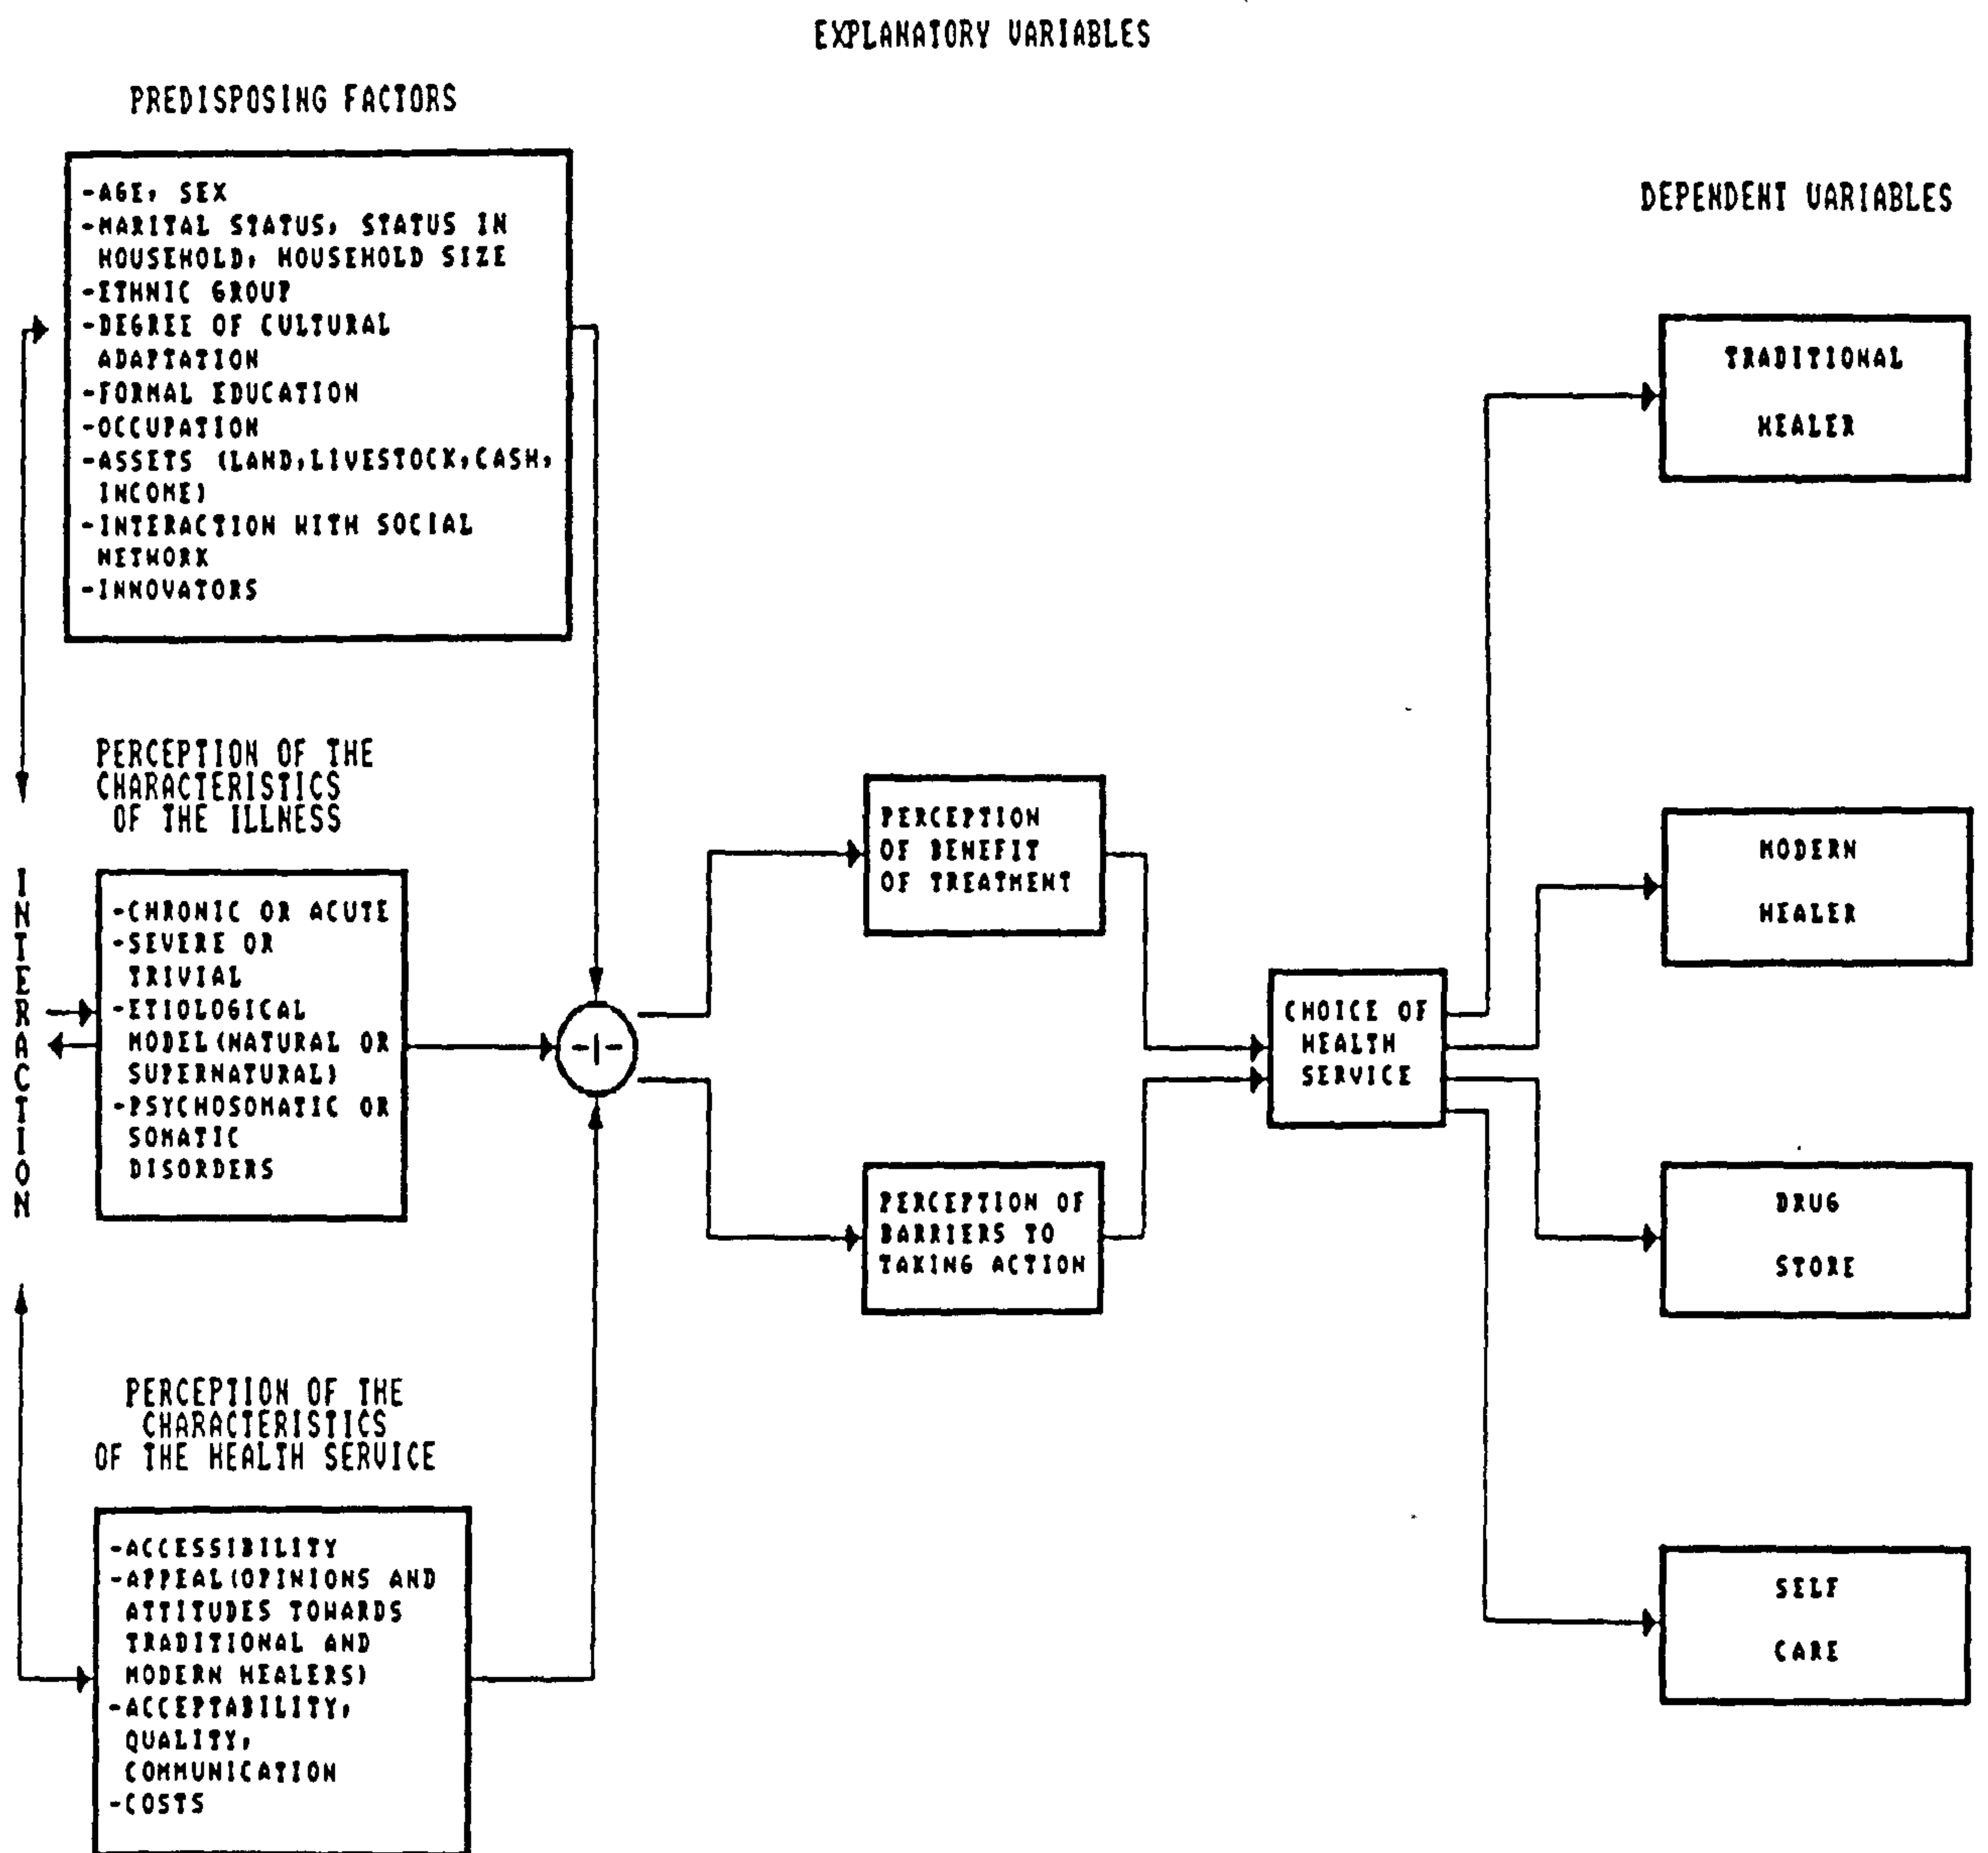 EXPLANATORY VARIABLES
PREDISPOSING FACTORS
-AGE, SEX
-MARITAL STATUS, STATUS IN
HOUSEHOLD, HOUSEHOLD SIZE
-ETHNIC GROUP
-DEGREE OF CULTURAL
ADAPTATION
-FORMAL EDUCATION
-OCCUPATION
-ASSETS (LAND,LIVESTOCK,CASH,
INCOME)
-INTERACTION WITH SOCIAL
NETWORK
-INNOVATORS
PERCEPTION OF THE
CHARACTERISTICS
OF THE ILLNESS
INTERACTION
-CHRONIC OR ACUTE
-SEVERE OR
TRIVIAL
-ETIOLOGICAL
MODEL(NATURAL OR
SUPERNATURAL)
-PSYCHOSOMATIC OR
SOMATIC
DISORDERS
PERCEPTION OF THE
CHARACTERISTICS
OF THE HEALTH SERVICE
-ACCESSIBILITY
-APPEAL(OPINIONS AND
ATTITUDES TOWARDS
TRADITIONAL AND
MODERN HEALERS)
-ACCEPTABILITY,
QUALITY,
COMMUNICATION
-COSTS
-|-
PERCEPTION
OF BENEFIT
OF TREATMENT
PERCEPTION OF
BARRIERS TO
TAKING ACTION
CHOICE OF
HEALTH
SERVICE
DEPENDENT VARIABLES
TRADITIONAL
HEALER
MODERN
HEALER
DRUG
STORE
SELF
CARE